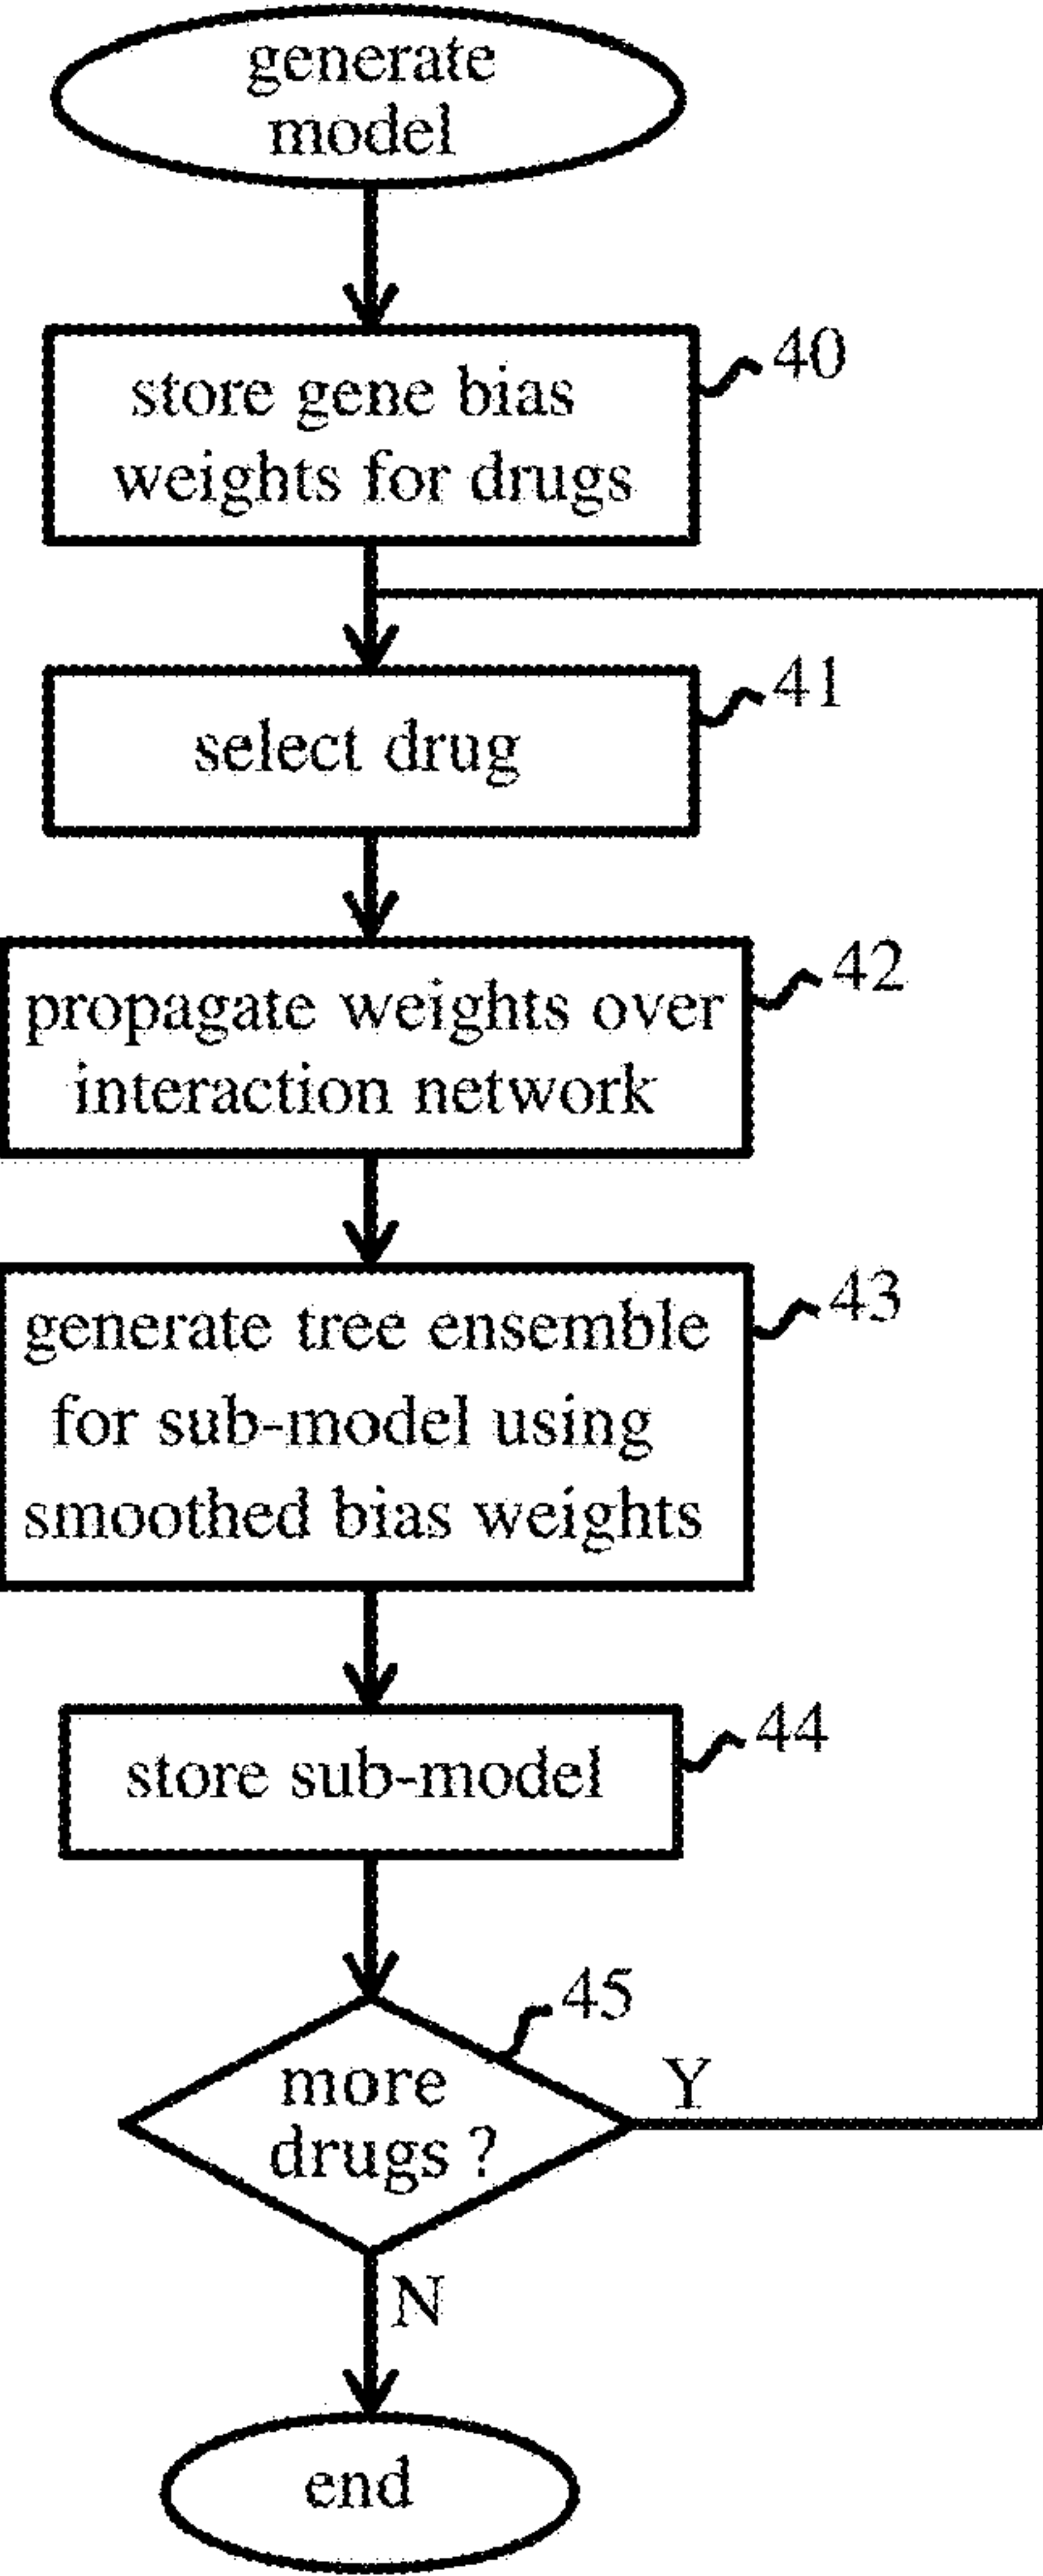 generate
model
store gene bias
weights for drugs
40
select drug
41
propagate weights over
interaction network
42
generate tree ensemble
for sub-model using
smoothed bias weights
43
store sub-model
44
45
more
drugs ?
Y
N
end